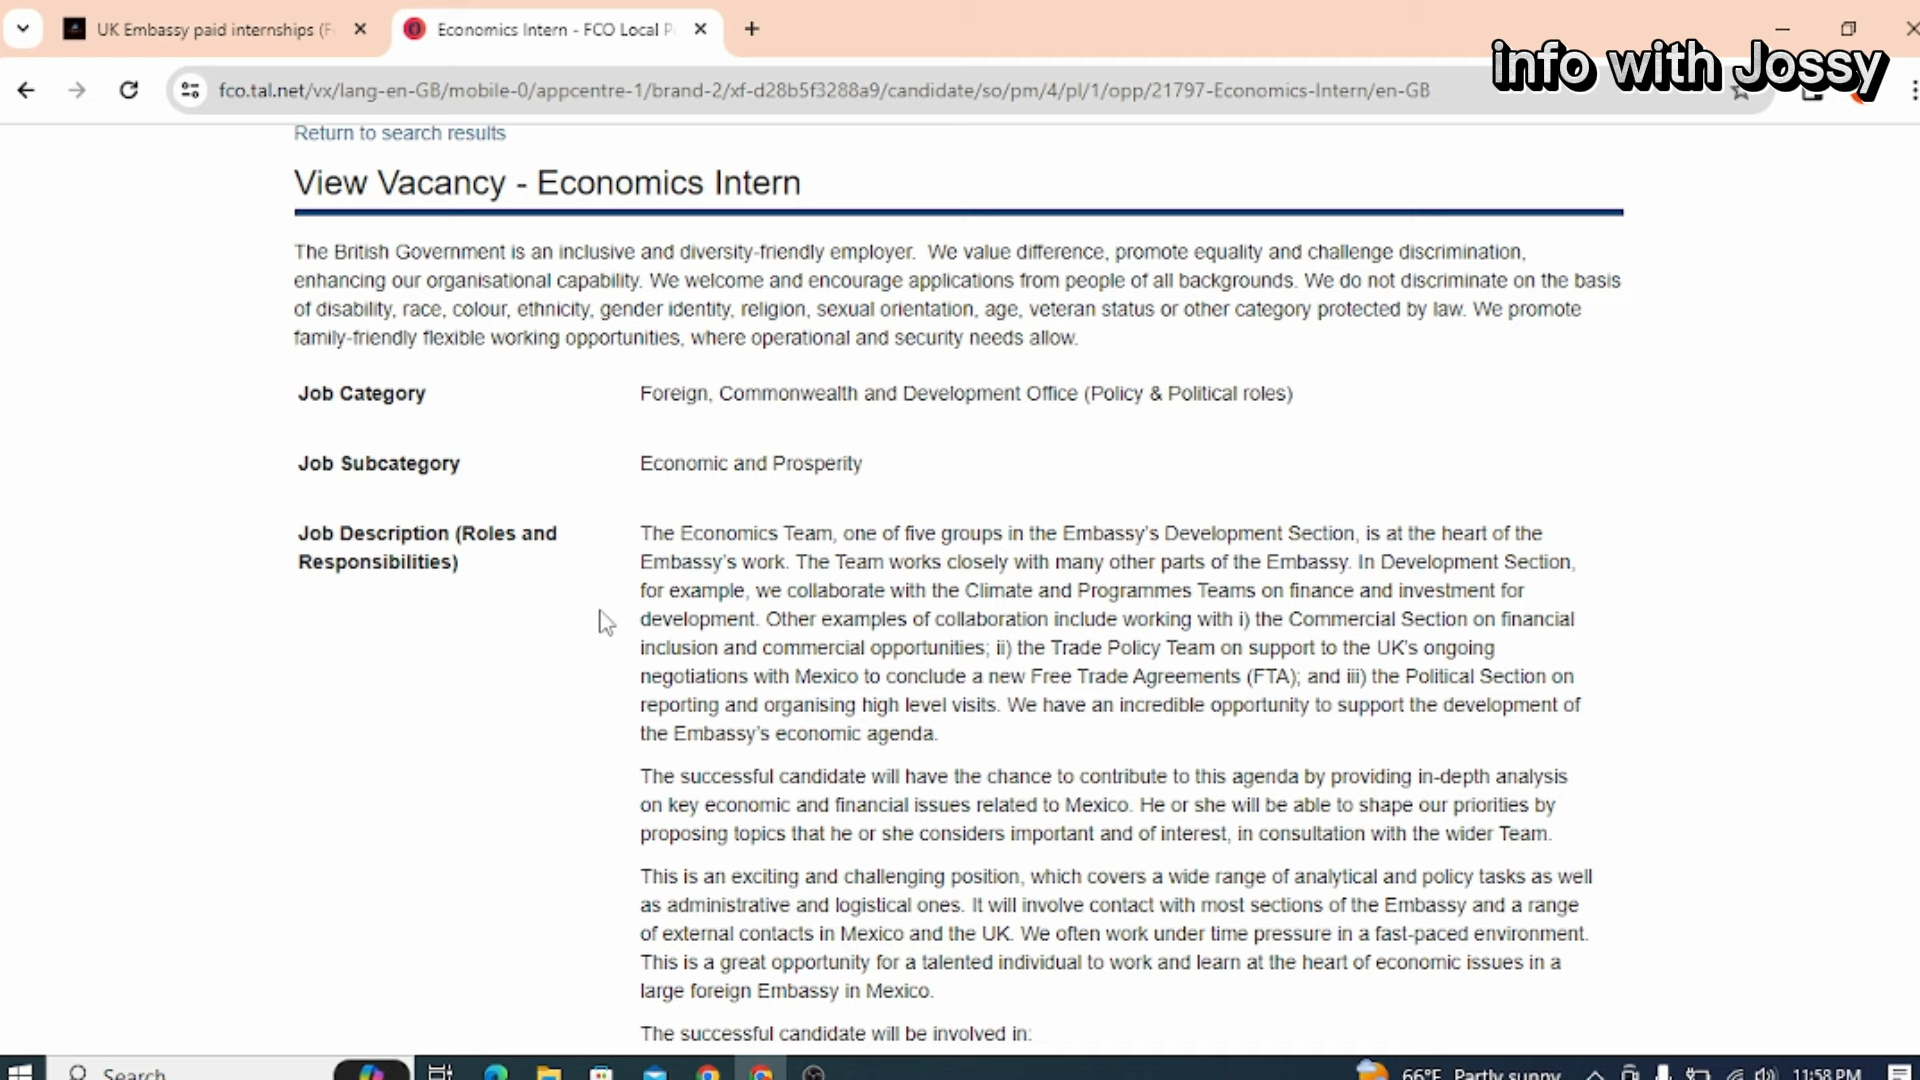 UK Embassy paid internships (F
Economics Intern - FCO Local P
info with Jossy
fco.tal.net/vx/lang-en-GB/mobile-0/appcentre-1/brand-2/xf-d28b5f3288a9/candidate/so/pm/4/pl/1/opp/21797-Economics-Intern/en-GB
Return to search results
View Vacancy - Economics Intern
The British Government is an inclusive and diversity-friendly employer. We value difference, promote equality and challenge discrimination,
enhancing our organisational capability. We welcome and encourage applications from people of all backgrounds. We do not discriminate on the basis
of disability, race, colour, ethnicity, gender identity, religion, sexual orientation, age, veteran status or other category protected by law. We promote
family-friendly flexible working opportunities, where operational and security needs allow.
Job Category
Foreign, Commonwealth and Development Office (Policy & Political roles)
Job Subcategory
Economic and Prosperity
Job Description (Roles and
Responsibilities)
The Economics Team, one of five groups in the Embassy's Development Section, is at the heart of the
Embassy's work. The Team works closely with many other parts of the Embassy. In Development Section,
for example, we collaborate with the Climate and Programmes Teams on finance and investment for
development. Other examples of collaboration include working with i) the Commercial Section on financial
inclusion and commercial opportunities; ii) the Trade Policy Team on support to the UK's ongoing
negotiations with Mexico to conclude a new Free Trade Agreements (FTA); and iii) the Political Section on
reporting and organising high level visits. We have an incredible opportunity to support the development of
the Embassy's economic agenda.
The successful candidate will have the chance to contribute to this agenda by providing in-depth analysis
on key economic and financial issues related to Mexico. He or she will be able to shape our priorities by
proposing topics that he or she considers important and of interest, in consultation with the wider Team.
This is an exciting and challenging position, which covers a wide range of analytical and policy tasks as well
as administrative and logistical ones. It will involve contact with most sections of the Embassy and a range
of external contacts in Mexico and the UK. We often work under time pressure in a fast-paced environment.
This is a great opportunity for a talented individual to work and learn at the heart of economic issues in a
large foreign Embassy in Mexico.
The successful candidate will be involved in:
Search
66°F Partly sunny
11:58 PM